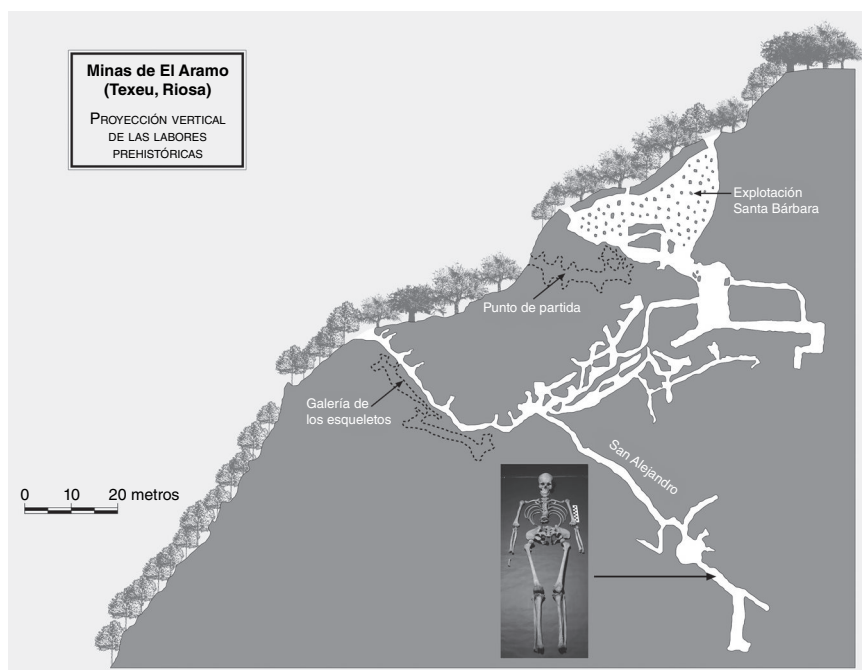 Minas de El Aramo
(Texeu, Riosa)
PROYECCIÓN VERTICAL
DE LAS LABORES
PREHISTÓRICAS
Explotación
Santa Bárbara
Punto de partida
Galería de
los esqueletos
San Alejandro
0 10 20 metros